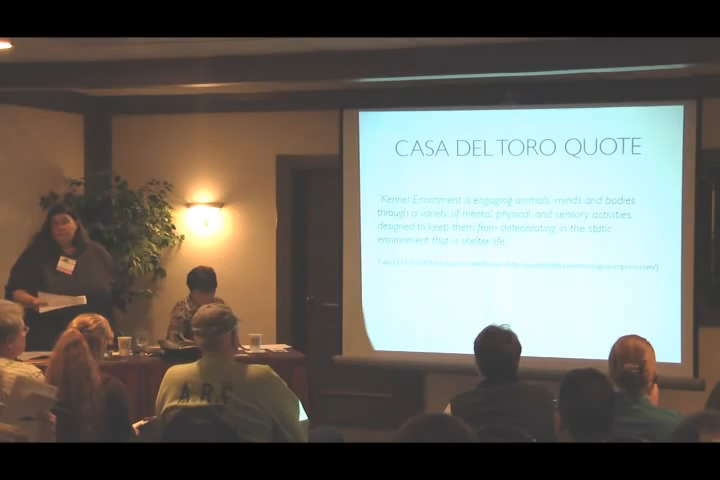 CASA DEL TORO QUOTE
"Kennel Enrichment is engaging animals' minds and bodies
through a variety of mental, physical, and sensory activities,
designed to keep them from deteriorating in the static
environment that is shelter life.